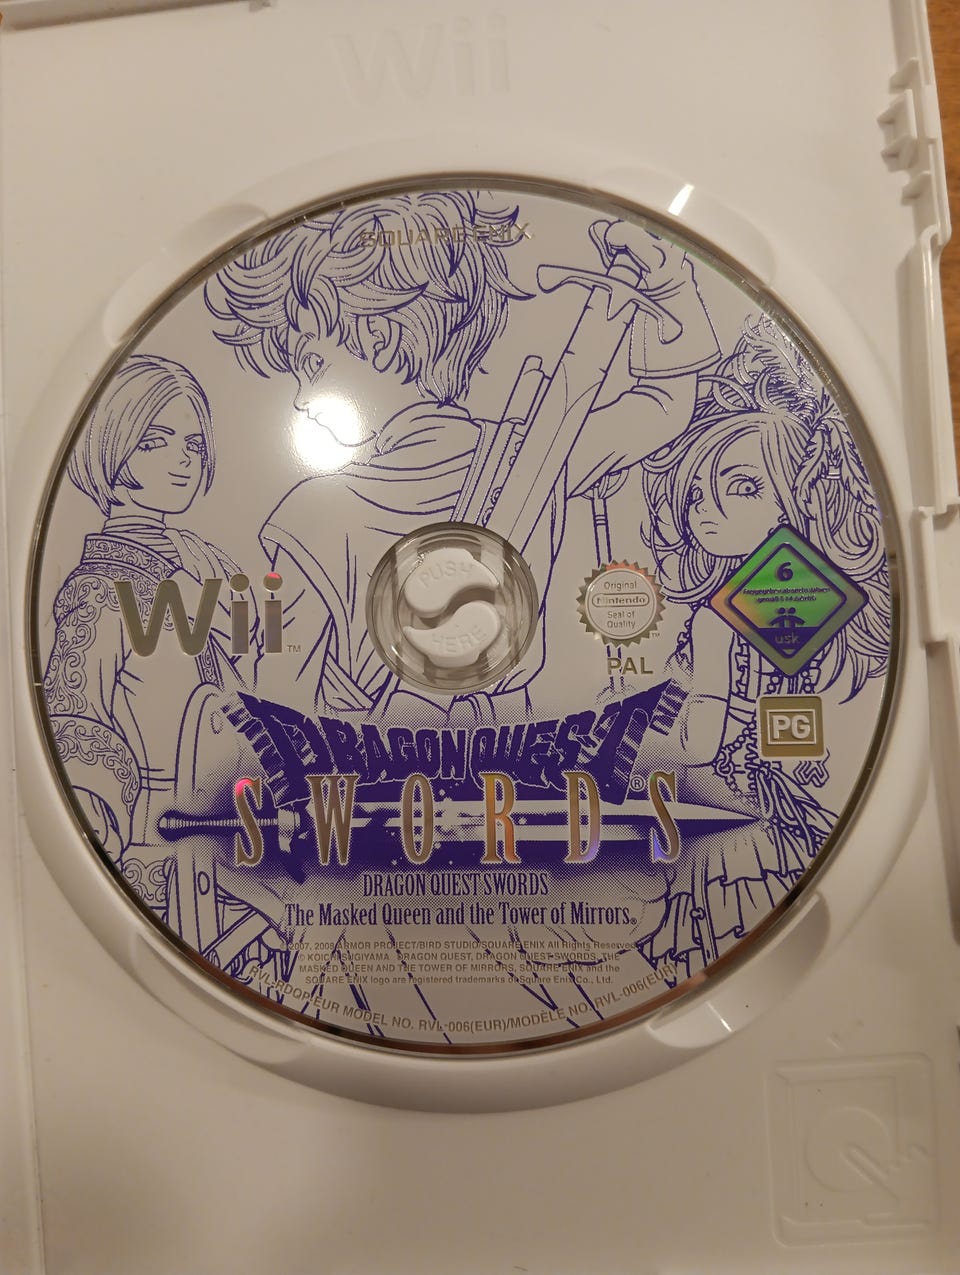 Wii
SQUARE ENIX
PUSH
HERE
Wii™
Original
Nintendo
Seal of
Quality
™
PAL
6
usk
PG
DRAGON QUEST®
SWORDS
DRAGON QUEST SWORDS
The Masked Queen and the Tower of Mirrors®
2007, 2008 ARMOR PROJECT/BIRD STUDIO/SQUARE ENIX All Rights Reserved.
© KOICHI SUGIYAMA. DRAGON QUEST, DRAGON QUEST SWORDS, THE
MASKED QUEEN AND THE TOWER OF MIRRORS, SQUARE ENIX and the
SQUARE ENIX logo are registered trademarks of Square Enix Co., Ltd.
RVL-RDQP-EUR MODEL NO. RVL-006(EUR)/MODÈLE NO. RVL-006(EUR)